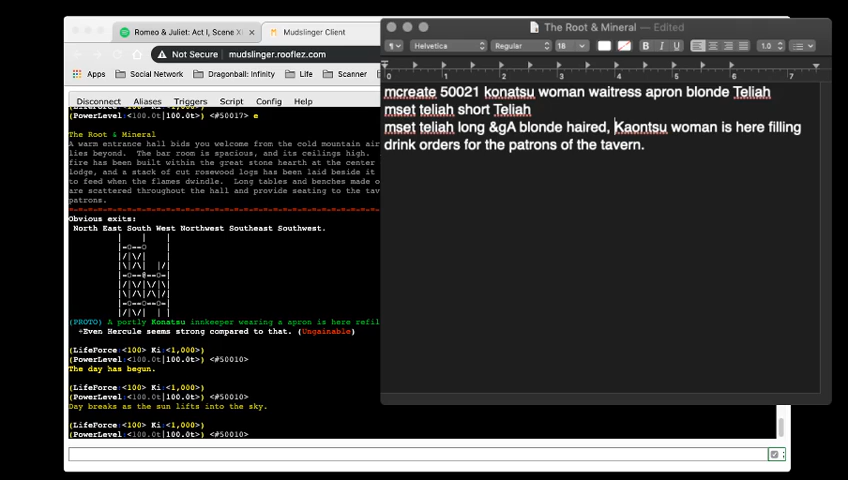 Romeo & Juliet: Act I, Scene X
Mudslinger Client
Not Secure | mudslinger.rooflez.com
Apps Social Network Dragonball: Infinity Life Scanner
Disconnect Aliases Triggers Scripts Config
(PowerLevel:<100.0t|100.0t>) <#50017> e
The Root & Mineral
A warm entrance hall bids you welcome from the cold mountain air
lies beyond. The bar room is spacious, and its ceilings high.
fire has been built within the great stone hearth at the center
lodge, and a stack of cut rosewood logs has been laid beside it
to feed when the flames dwindle. Long tables and benches made o
are scattered throughout the hall and provide seating to the tav
patrons.
Obvious exits:
North East South West Northwest Southeast Southwest.
(PROTO) A portly Konatsu innkeeper wearing a apron is here refil
+Even Hercule seems strong compared to that. (Ungainable)
(LifeForce:<100> Ki:<1,000>)
(PowerLevel:<100.0t|100.0t>) <#50010>
The day has begun.
(LifeForce:<100> Ki:<1,000>)
(PowerLevel:<100.0t|100.0t>) <#50010>
Day breaks as the sun lifts into the sky.
(LifeForce:<100> Ki:<1,000>)
(PowerLevel:<100.0t|100.0t>) <#50010>
The Root & Mineral — Edited
Helvetica Regular 18 B I U 1.0
0 1 2 3 4 5 6 7
mcreate 50021 konatsu woman waitress apron blonde Teliah
mset teliah short Teliah
mset teliah long &gA blonde haired, Kaontsu woman is here filling
drink orders for the patrons of the tavern.